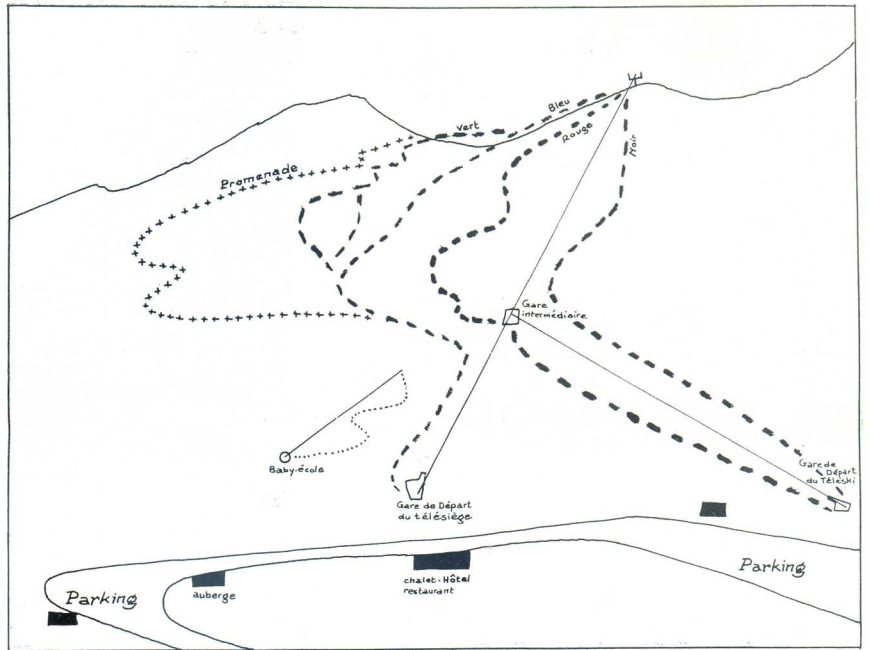 Bleu
Vert
Rouge
Noir
Promenade
Gare
intermédiaire
Baby-école
Gare de
Départ
du Téléski
Gare de Départ
du télésiège
Parking
chalet-Hôtel
restaurant
auberge
Parking